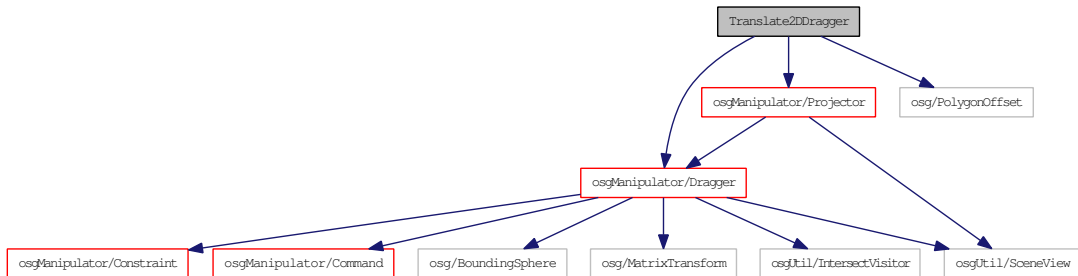 Translate2DDragger
osgManipulator/Projector
osg/PolygonOffset
osgManipulator/Dragger
osgManipulator/Constraint
osgManipulator/Command
osg/BoundingSphere
osg/MatrixTransform
osgUtil/IntersectVisitor
osgUtil/SceneView